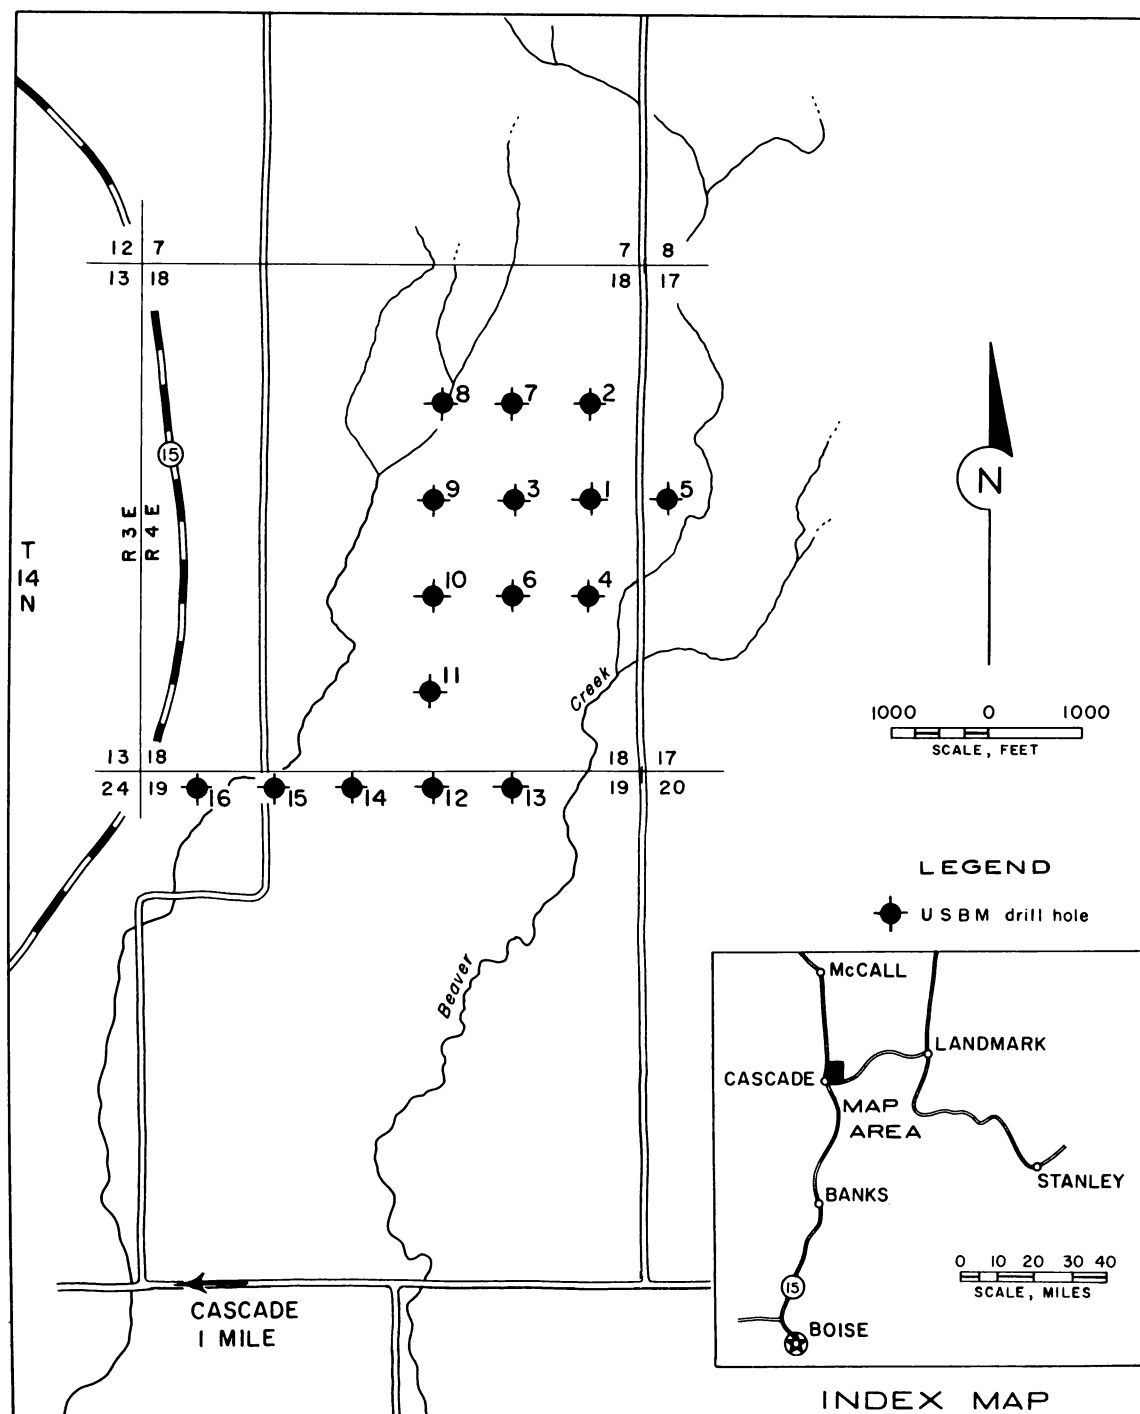 12 7
13 18
7 8
18 17
8
7
2
15
9
3
1
5
R3E
R4E
T
14
N
N
10
6
4
11
Creek
1000 0 1000
SCALE, FEET
13 18
24 19
18 17
19 20
16
15
14
12
13
LEGEND
USBM drill hole
Beaver
McCALL
LANDMARK
CASCADE
MAP
AREA
STANLEY
BANKS
0 10 20 30 40
SCALE, MILES
15
BOISE
CASCADE
1 MILE
INDEX MAP